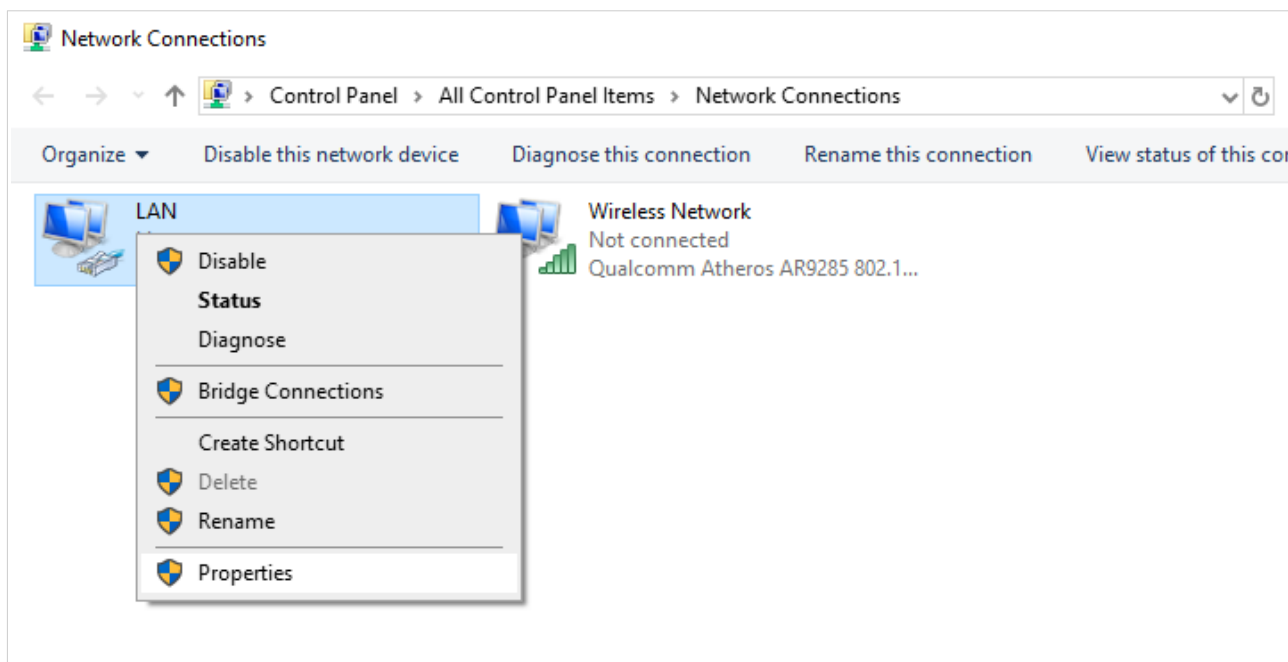 Network Connections
Control Panel > All Control Panel Items > Network Connections
Organize Disable this network device Diagnose this connection Rename this connection View status of this
LAN
Wireless Network
Not connected
Qualcomm Atheros AR9285 802.1...
Disable
Status
Diagnose
Bridge Connections
Create Shortcut
Delete
Rename
Properties